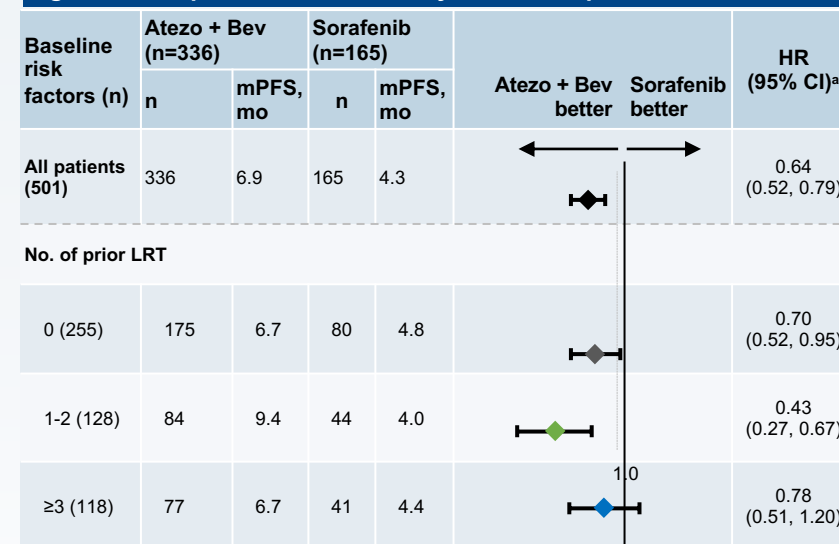 Baseline risk factors (n)
Atezo + Bev (n=336)
Sorafenib (n=165)
n
mPFS, mo
n
mPFS, mo
Atezo + Bev better
Sorafenib better
HR (95% CI)ᵃ
All patients (501)
336
6.9
165
4.3
0.64
(0.52, 0.79)
No. of prior LRT
0 (255)
175
6.7
80
4.8
0.70
(0.52, 0.95)
1-2 (128)
84
9.4
44
4.0
0.43
(0.27, 0.67)
1.0
≥3 (118)
77
6.7
41
4.4
0.78
(0.51, 1.20)